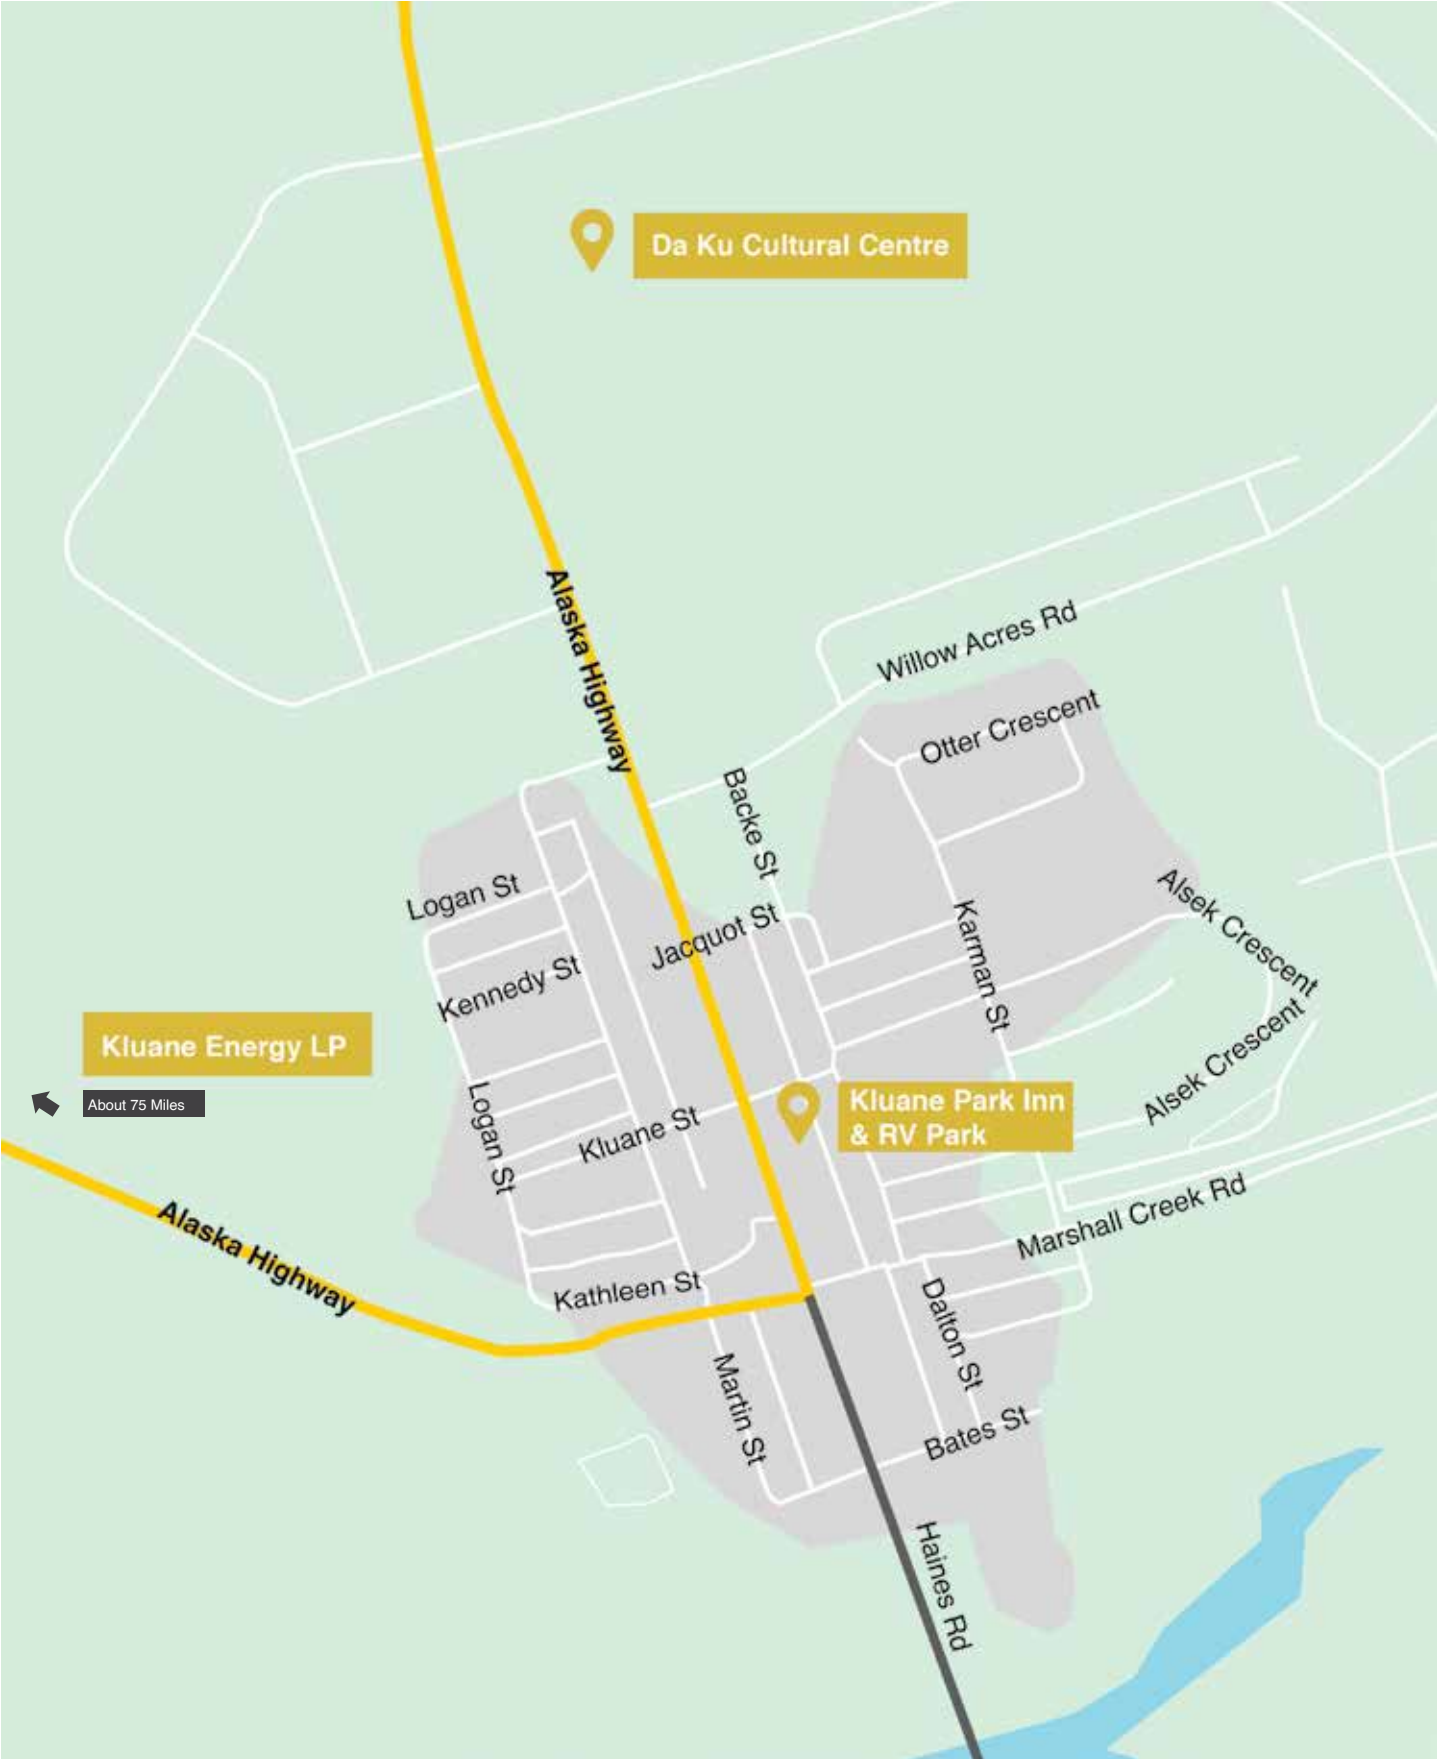 Da Ku Cultural Centre
Alaska Highway
Willow Acres Rd
Otter Crescent
Backe St
Logan St
Jacquot St
Karman St
Alsek Crescent
Kennedy St
Kluane Energy LP
About 75 Miles
Alsek Crescent
Logan St
Kluane St
Kluane Park Inn
& RV Park
Alaska Highway
Marshall Creek Rd
Kathleen St
Dalton St
Martin St
Bates St
Haines Rd